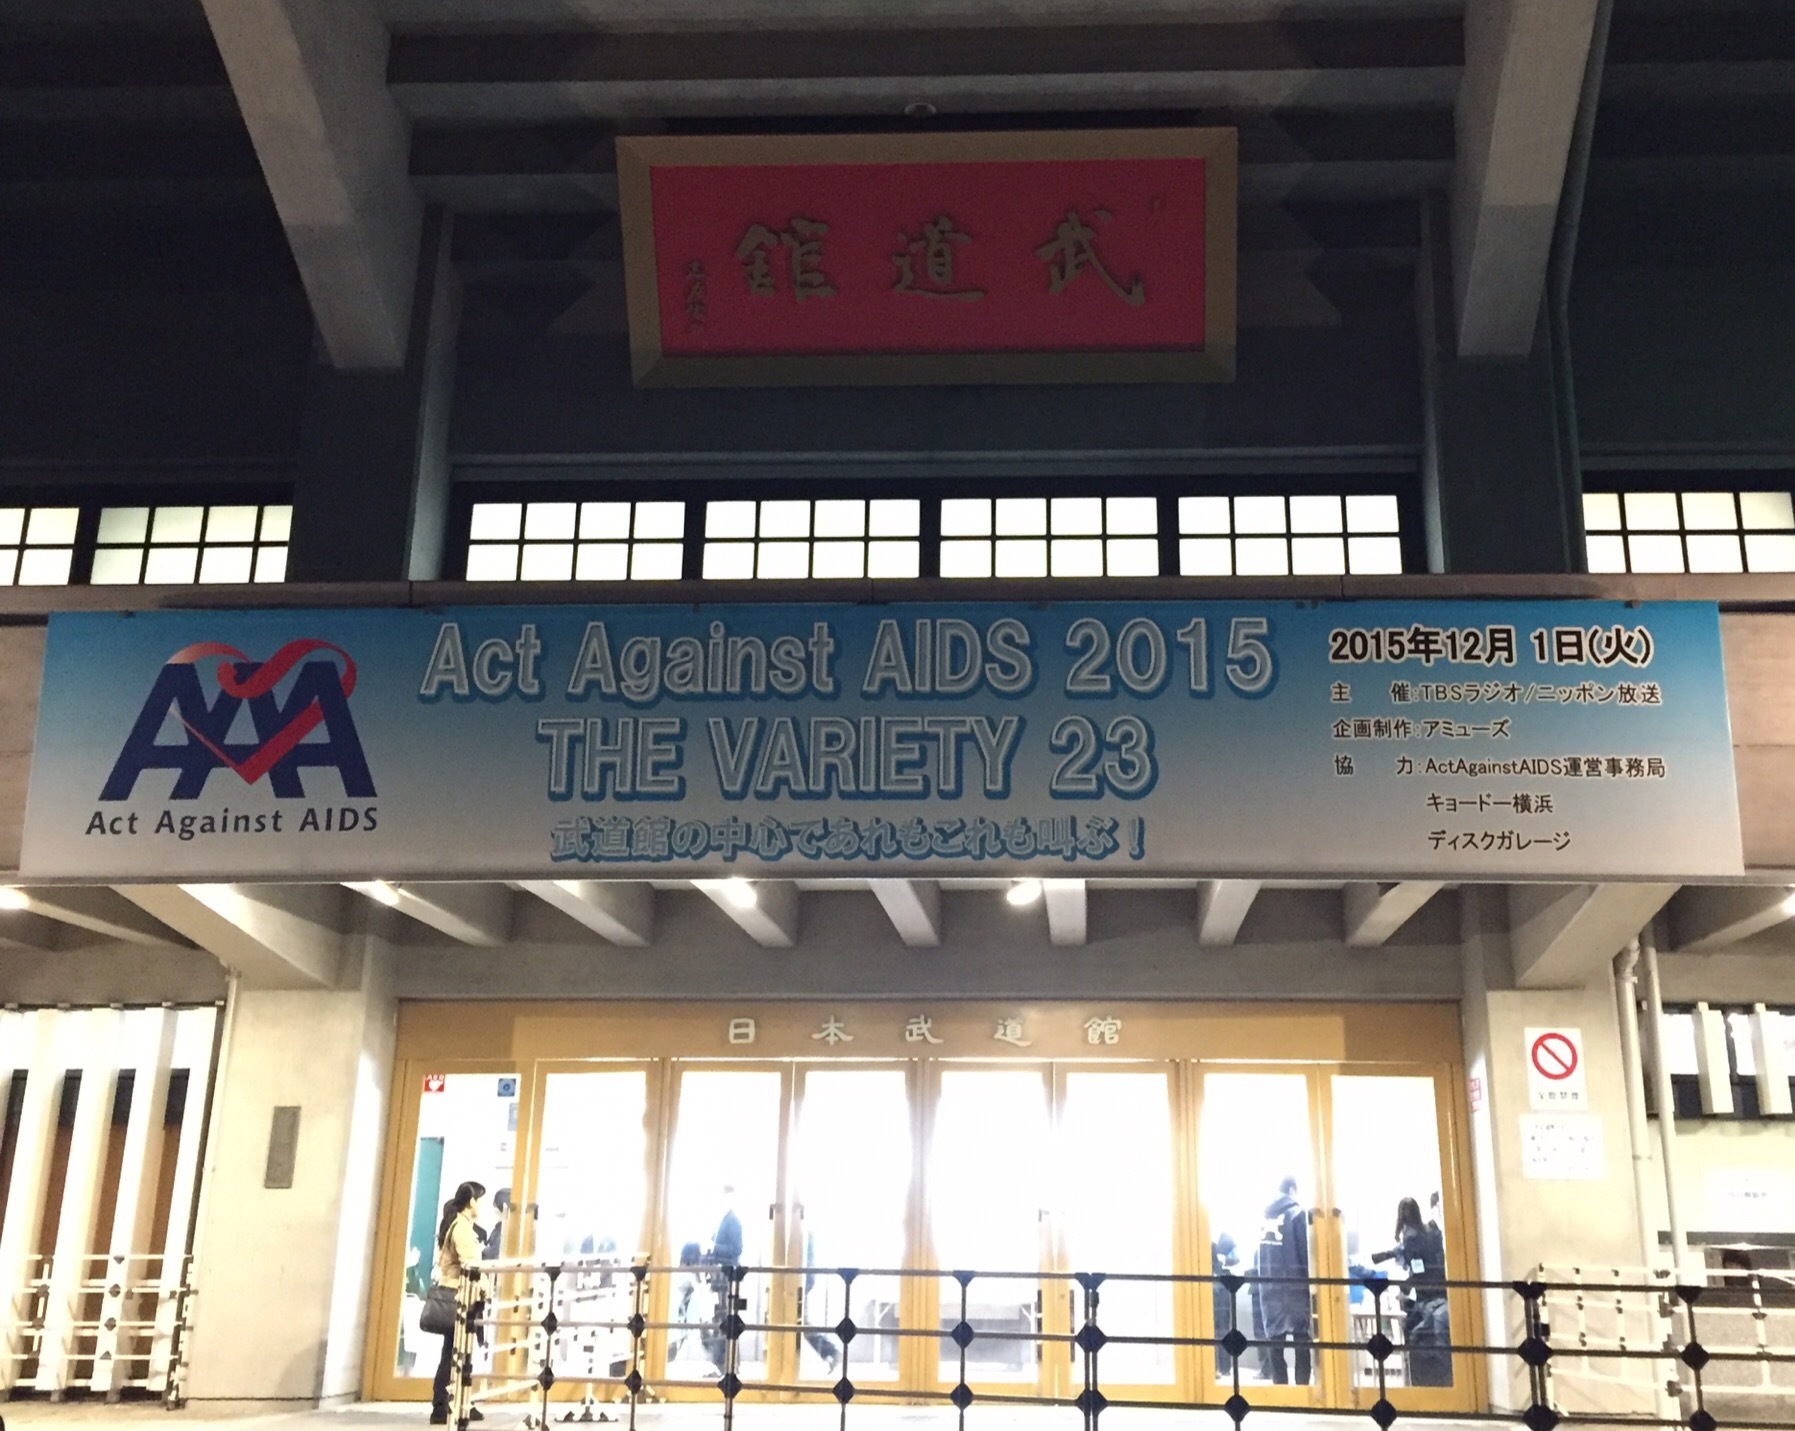 館道武
Act Against AIDS 2015
THE VARIETY 23
武道館の中心であれもこれも叫ぶ!
AAA
Act Against AIDS
2015年12月 1日(火)
主 催:TBSラジオ/ニッポン放送
企画制作:アミューズ
協 力:ActAgainstAIDS運営事務局
キョードー横浜
ディスクガレージ
日本武道館
AED